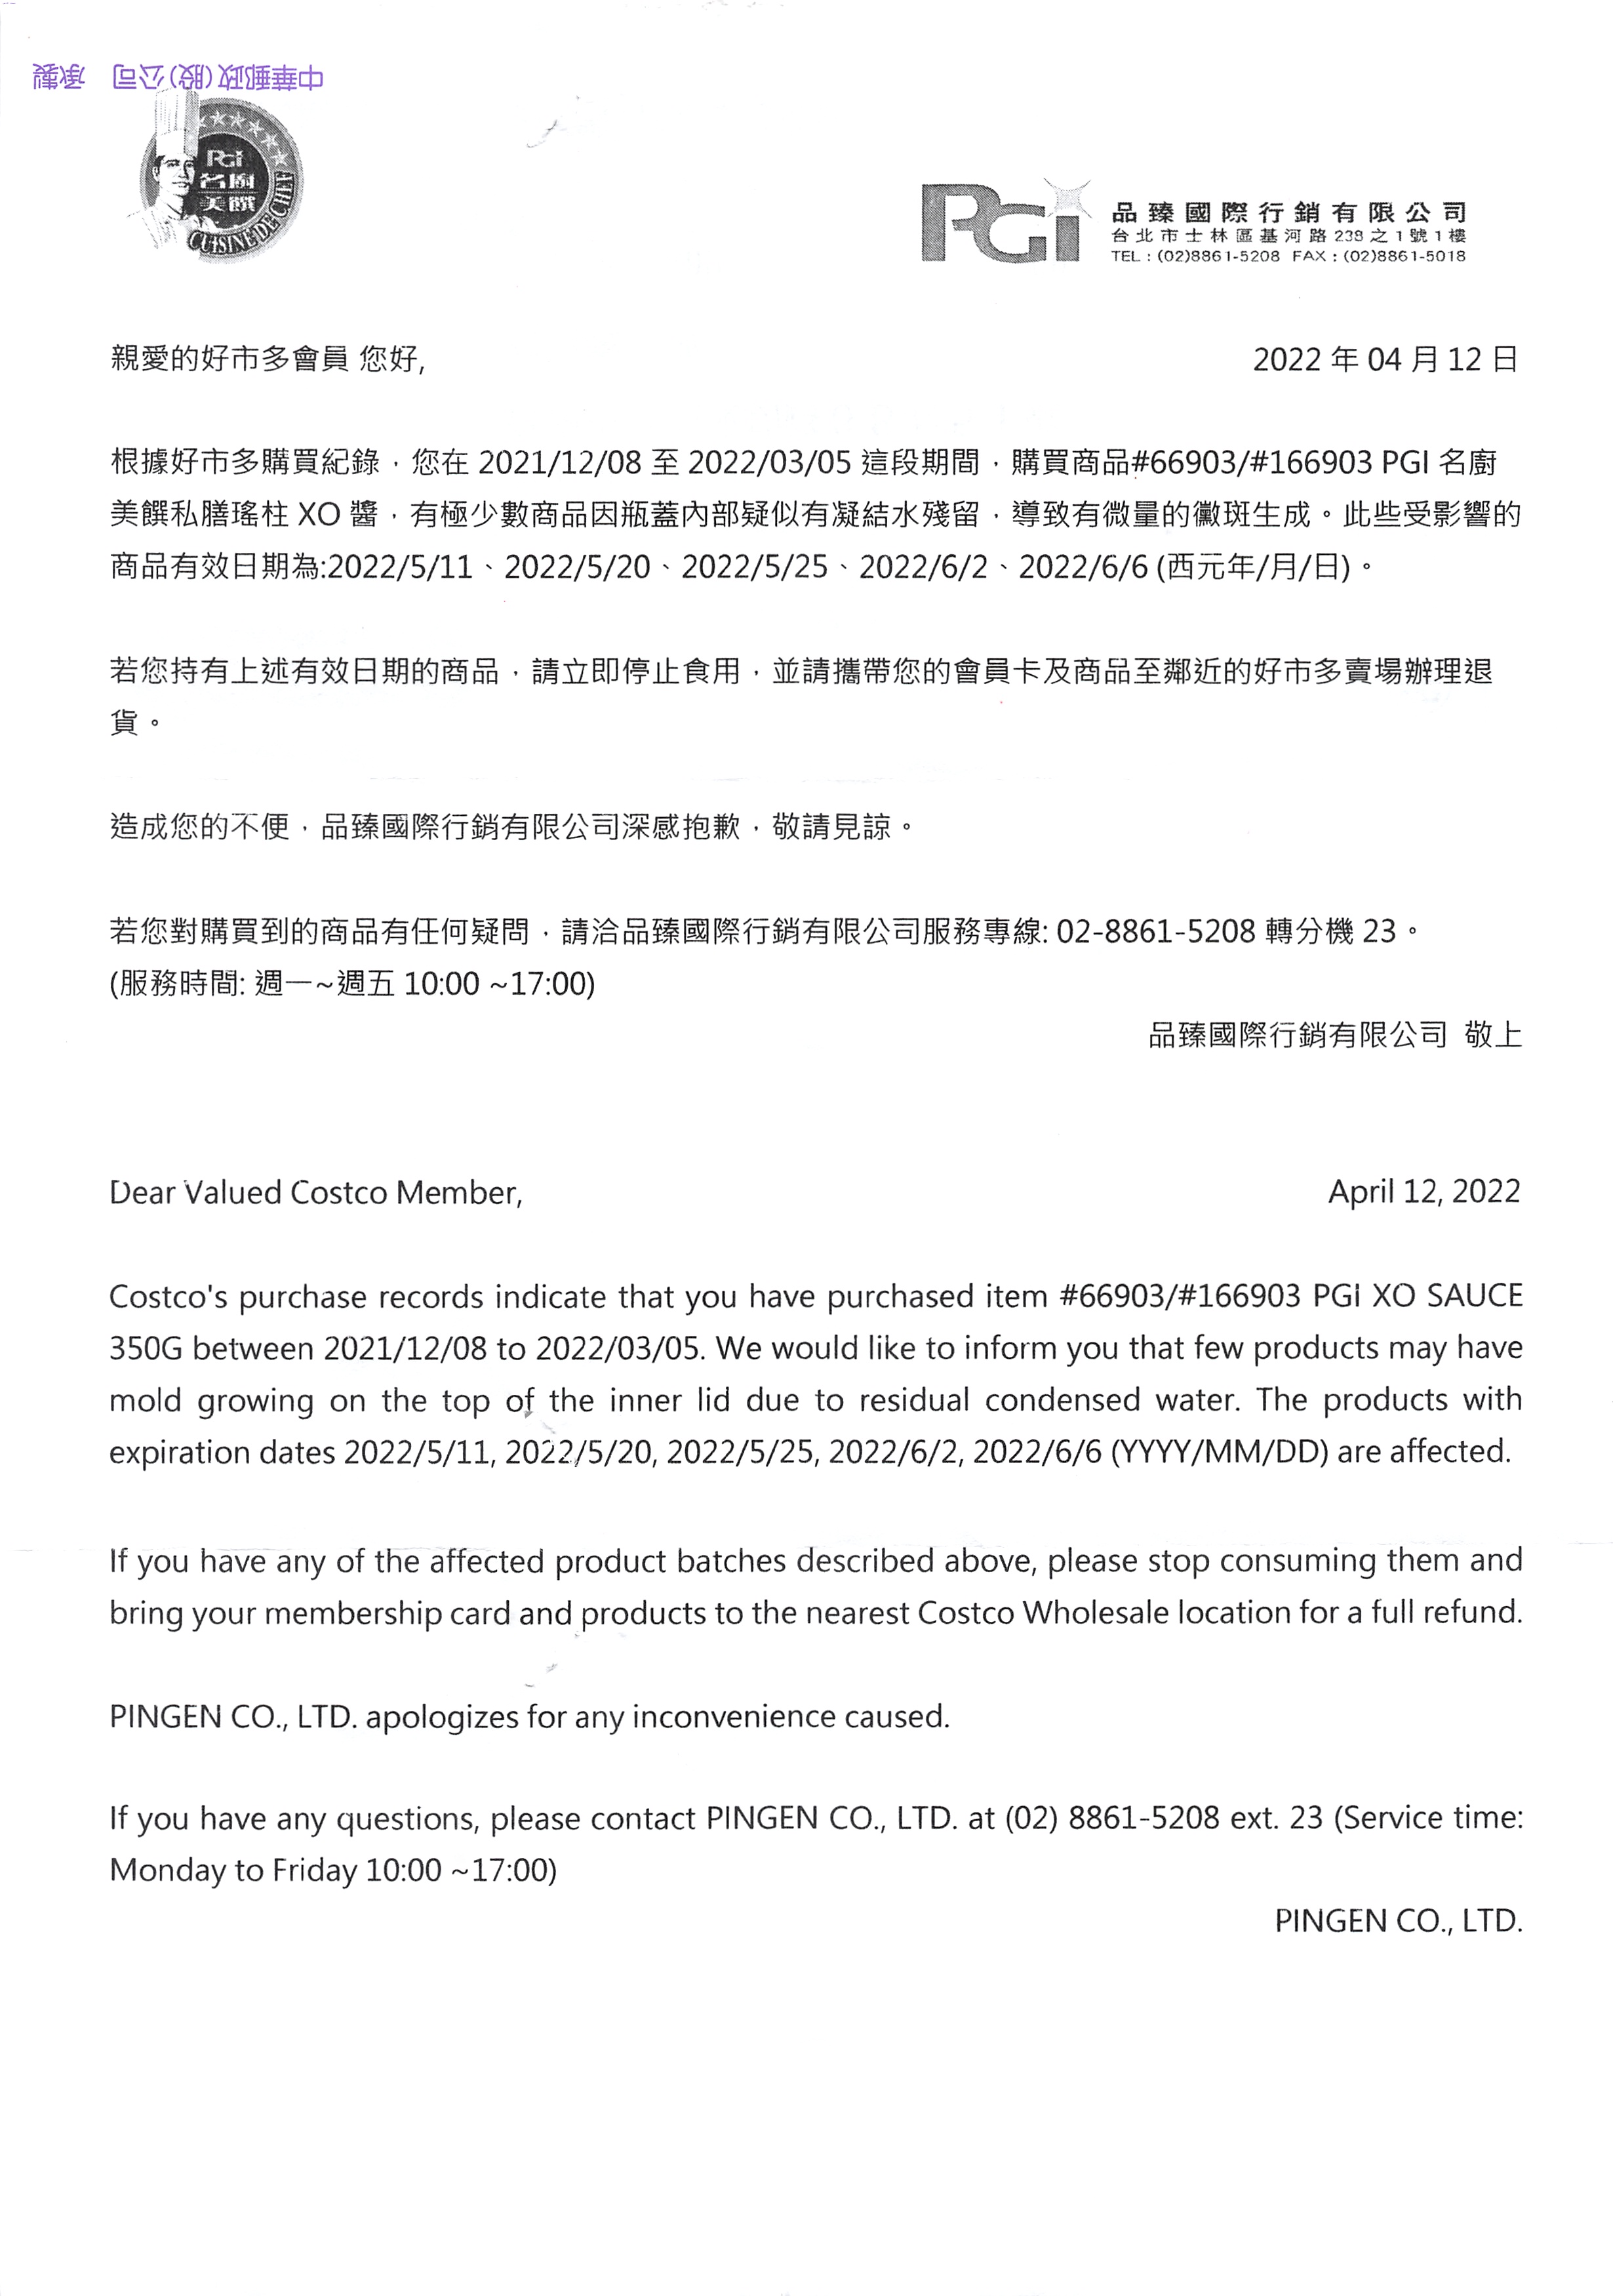 中華郵政(股)公司 承製
PGi
名廚
美饌
CUISINE DE CHEF
PGi
品臻國際行銷有限公司
台北市士林區基河路238之1號1樓
TEL：(02)8861-5208 FAX：(02)8861-5018
親愛的好市多會員 您好,
2022 年 04 月 12 日
根據好市多購買紀錄，您在 2021/12/08 至 2022/03/05 這段期間，購買商品#66903/#166903 PGI 名廚
美饌私膳瑤柱 XO 醬，有極少數商品因瓶蓋內部疑似有凝結水殘留，導致有微量的黴斑生成。此些受影響的
商品有效日期為:2022/5/11、2022/5/20、2022/5/25、2022/6/2、2022/6/6 (西元年/月/日)。
若您持有上述有效日期的商品，請立即停止食用，並請攜帶您的會員卡及商品至鄰近的好市多賣場辦理退
貨。
造成您的不便，品臻國際行銷有限公司深感抱歉，敬請見諒。
若您對購買到的商品有任何疑問，請洽品臻國際行銷有限公司服務專線: 02-8861-5208 轉分機 23。
(服務時間: 週一~週五 10:00 ~17:00)
品臻國際行銷有限公司 敬上
Dear Valued Costco Member,
April 12, 2022
Costco's purchase records indicate that you have purchased item #66903/#166903 PGI XO SAUCE
350G between 2021/12/08 to 2022/03/05. We would like to inform you that few products may have
mold growing on the top of the inner lid due to residual condensed water. The products with
expiration dates 2022/5/11, 2022/5/20, 2022/5/25, 2022/6/2, 2022/6/6 (YYYY/MM/DD) are affected.
If you have any of the affected product batches described above, please stop consuming them and
bring your membership card and products to the nearest Costco Wholesale location for a full refund.
PINGEN CO., LTD. apologizes for any inconvenience caused.
If you have any questions, please contact PINGEN CO., LTD. at (02) 8861-5208 ext. 23 (Service time:
Monday to Friday 10:00 ~17:00)
PINGEN CO., LTD.